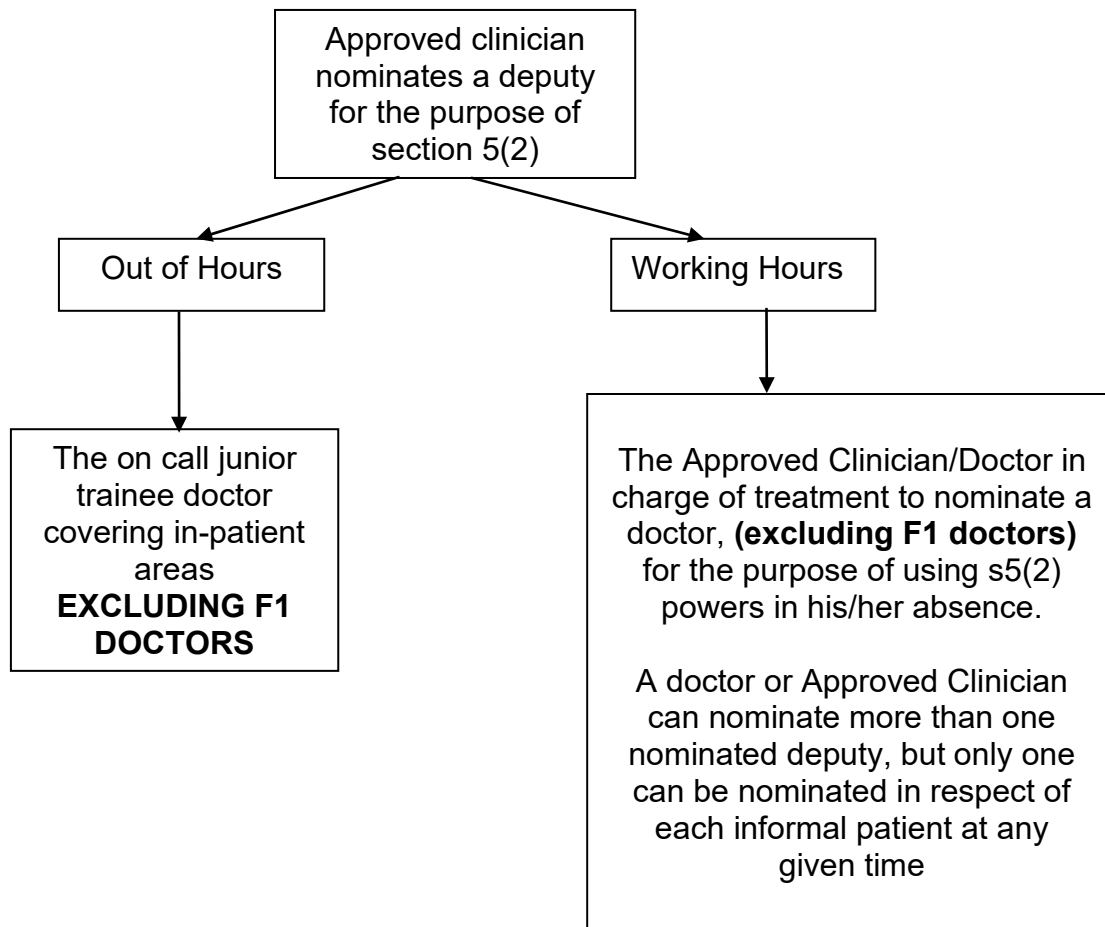 Approved clinician
nominates a deputy
for the purpose of
section 5(2)
Out of Hours
Working Hours
The on call junior
trainee doctor
covering in-patient
areas
EXCLUDING F1
DOCTORS
The Approved Clinician/Doctor in
charge of treatment to nominate a
doctor, (excluding F1 doctors)
for the purpose of using s5(2)
powers in his/her absence.
A doctor or Approved Clinician
can nominate more than one
nominated deputy, but only one
can be nominated in respect of
each informal patient at any
given time